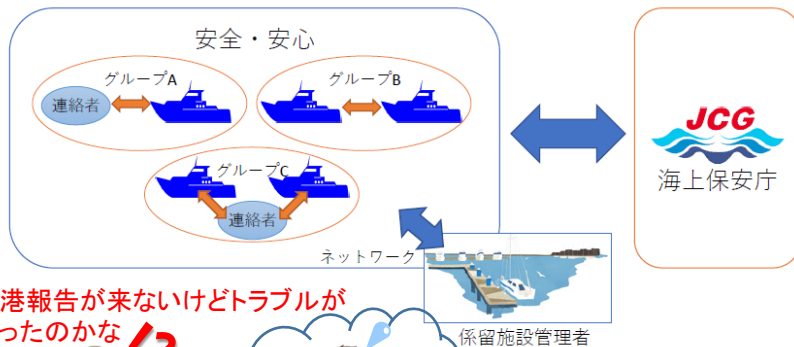 安全・安心
グループA
グループB
連絡者
グループC
連絡者
JCG
海上保安庁
ネットワーク
係留施設管理者
港報告が来ないけどトラブルが
ったのかな